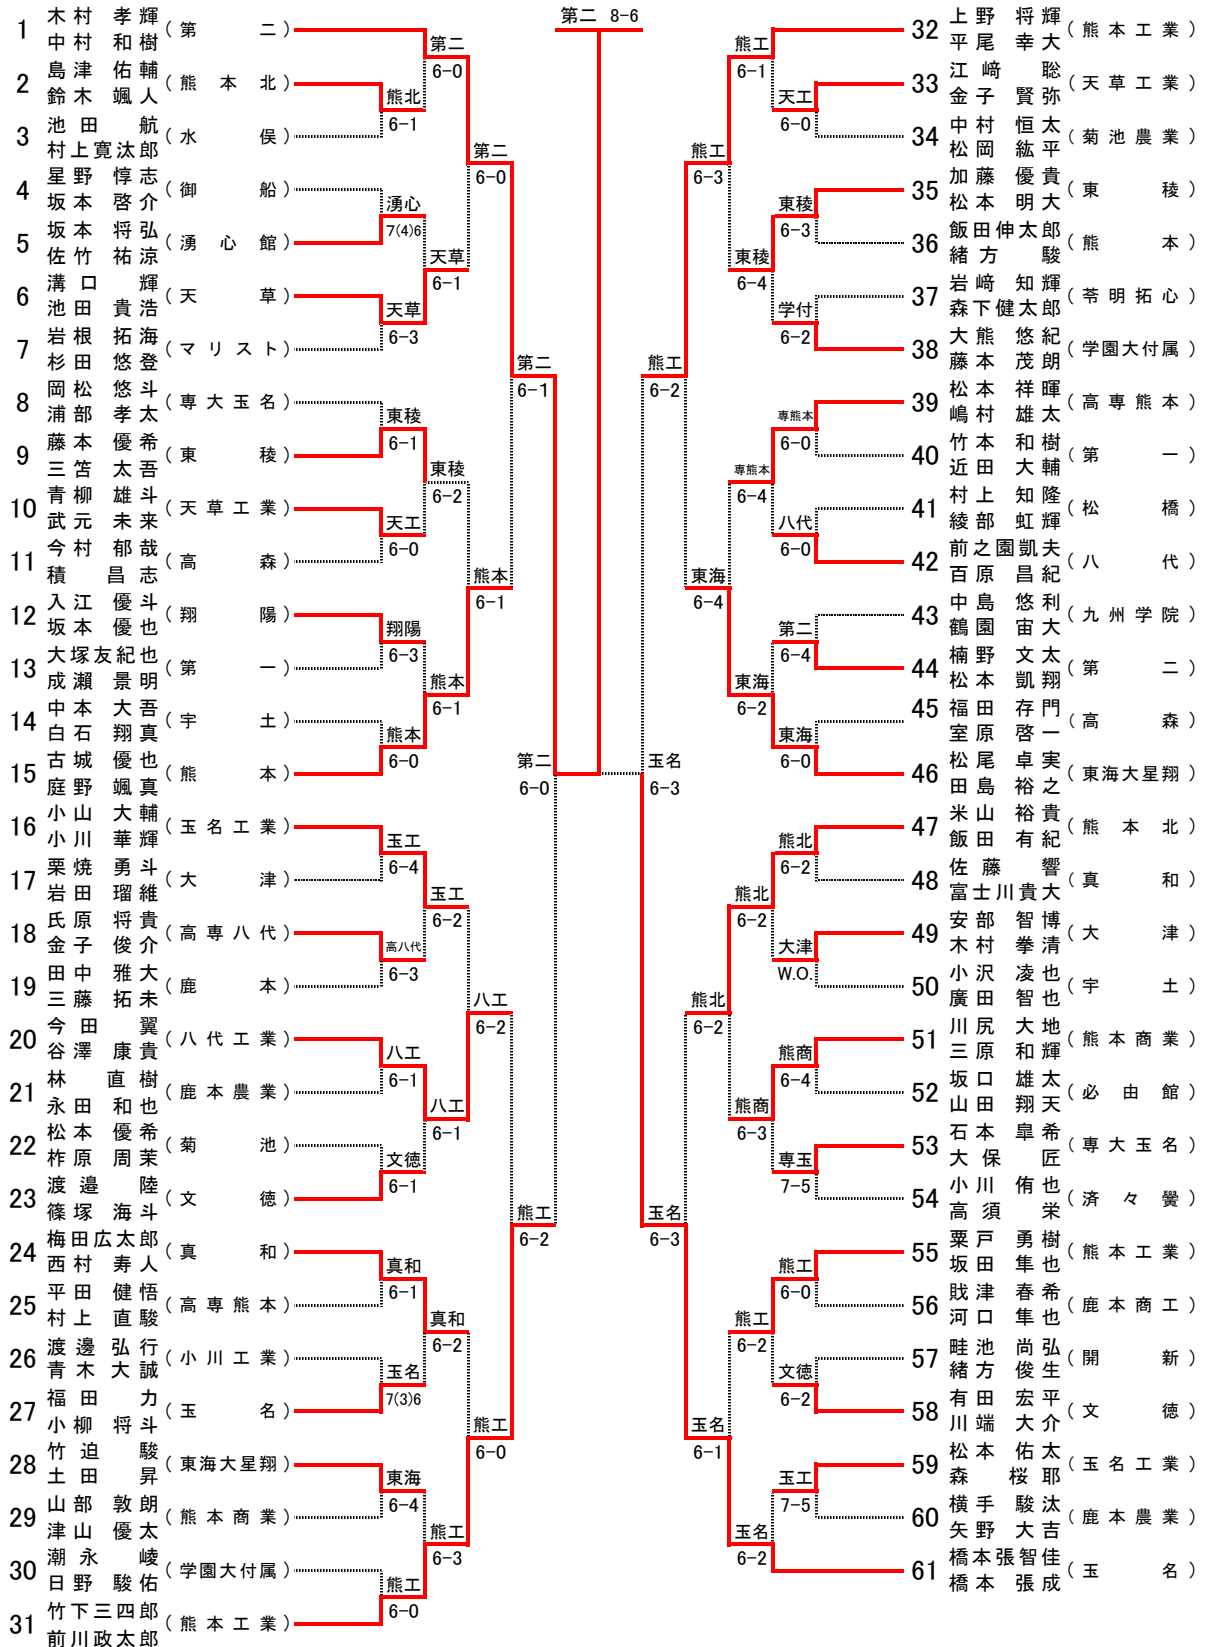 第二 8-6
1 木村 孝輝 中村 和樹 (第二)
2 島津 佑輔 鈴木 颯人 (熊本北)
3 池田 航 村上寛汰郎 (水俣)
4 星野 惇志 坂本 啓介 (御船)
5 坂本 将弘 佐竹 祐涼 (湧心館)
6 溝口 輝 池田 貴浩 (天草)
7 岩根 拓海 杉田 悠登 (マリスト)
8 岡松 悠斗 浦部 孝太 (専大玉名)
9 藤本 優希 三笘 太吾 (東稜)
10 青柳 雄斗 武元 未来 (天草工業)
11 今村 郁哉 積 昌志 (高森)
12 入江 優斗 坂本 優也 (翔陽)
13 大塚友紀也 成瀬 景明 (第一)
14 中本 大吾 白石 翔真 (宇土)
15 古城 優也 庭野 颯真 (熊本)
16 小山 大輔 小川 華輝 (玉名工業)
17 栗焼 勇斗 岩田 瑠維 (大津)
18 氏原 将貴 金子 俊介 (高専八代)
19 田中 雅大 三藤 拓未 (鹿本)
20 今田 翼 谷澤 康貴 (八代工業)
21 林 直樹 永田 和也 (鹿本農業)
22 松本 優希 柞原 周茉 (菊池)
23 渡邉 陸 篠塚 海斗 (文徳)
24 梅田広太郎 西村 寿人 (真和)
25 平田 健悟 村上 直駿 (高専熊本)
26 渡邊 弘行 青木 大誠 (小川工業)
27 福田 力 小柳 将斗 (玉名)
28 竹迫 駿 土田 昇 (東海大星翔)
29 山部 敦朗 津山 優太 (熊本商業)
30 潮永 崚 日野 駿佑 (学園大付属)
31 竹下三四郎 前川政太郎 (熊本工業)
熊北 6-1
湧心 7(4)6
天草 6-3
東稜 6-1
天工 6-0
翔陽 6-3
熊本 6-0
玉工 6-4
高八代 6-3
八工 6-1
文徳 6-1
真和 6-1
玉名 7(3)6
東海 6-4
熊工 6-0
第二 6-0
天草 6-1
東稜 6-2
熊本 6-1
玉工 6-2
八工 6-1
真和 6-2
熊工 6-3
第二 6-0
熊本 6-1
八工 6-2
熊工 6-0
第二 6-1
熊工 6-2
第二 6-0
玉名 6-3
熊工 6-2
玉名 6-3
熊工 6-3
東海 6-4
熊北 6-2
玉名 6-1
熊工 6-1
東稜 6-4
専熊本 6-4
東海 6-2
熊北 6-2
熊商 6-3
熊工 6-2
玉名 6-2
天工 6-0
東稜 6-3
学付 6-2
専熊本 6-0
八代 6-0
第二 6-4
東海 6-0
熊北 6-2
大津 W.O.
熊商 6-4
専玉 7-5
熊工 6-0
文徳 6-2
玉工 7-5
32 上野 将輝 平尾 幸大 (熊本工業)
33 江﨑 聡 金子 賢弥 (天草工業)
34 中村 恒太 松岡 紘平 (菊池農業)
35 加藤 優貴 松本 明大 (東稜)
36 飯田伸太郎 緒方 駿 (熊本)
37 岩﨑 知輝 森下健太郎 (苓明拓心)
38 大熊 悠紀 藤本 茂朗 (学園大付属)
39 松本 祥暉 嶋村 雄太 (高専熊本)
40 竹本 和樹 近田 大輔 (第一)
41 村上 知隆 綾部 虹輝 (松橋)
42 前之園凱夫 百原 昌紀 (八代)
43 中島 悠利 鶴園 宙大 (九州学院)
44 楠野 文太 松本 凱翔 (第二)
45 福田 存門 室原 啓一 (高森)
46 松尾 卓実 田島 裕之 (東海大星翔)
47 米山 裕貴 飯田 有紀 (熊本北)
48 佐藤 響 富士川貴大 (真和)
49 安部 智博 木村 拳清 (大津)
50 小沢 凌也 廣田 智也 (宇土)
51 川尻 大地 三原 和輝 (熊本商業)
52 坂口 雄太 山田 翔天 (必由館)
53 石本 皐希 大保 匠 (専大玉名)
54 小川 侑也 高須 栄 (済々黌)
55 粟戸 勇樹 坂田 隼也 (熊本工業)
56 戝津 春希 河口 隼也 (鹿本商工)
57 畦池 尚弘 緒方 俊生 (開新)
58 有田 宏平 川端 大介 (文徳)
59 松本 佑太 森 桜耶 (玉名工業)
60 横手 駿汰 矢野 大吉 (鹿本農業)
61 橋本張智佳 橋本 張成 (玉名)